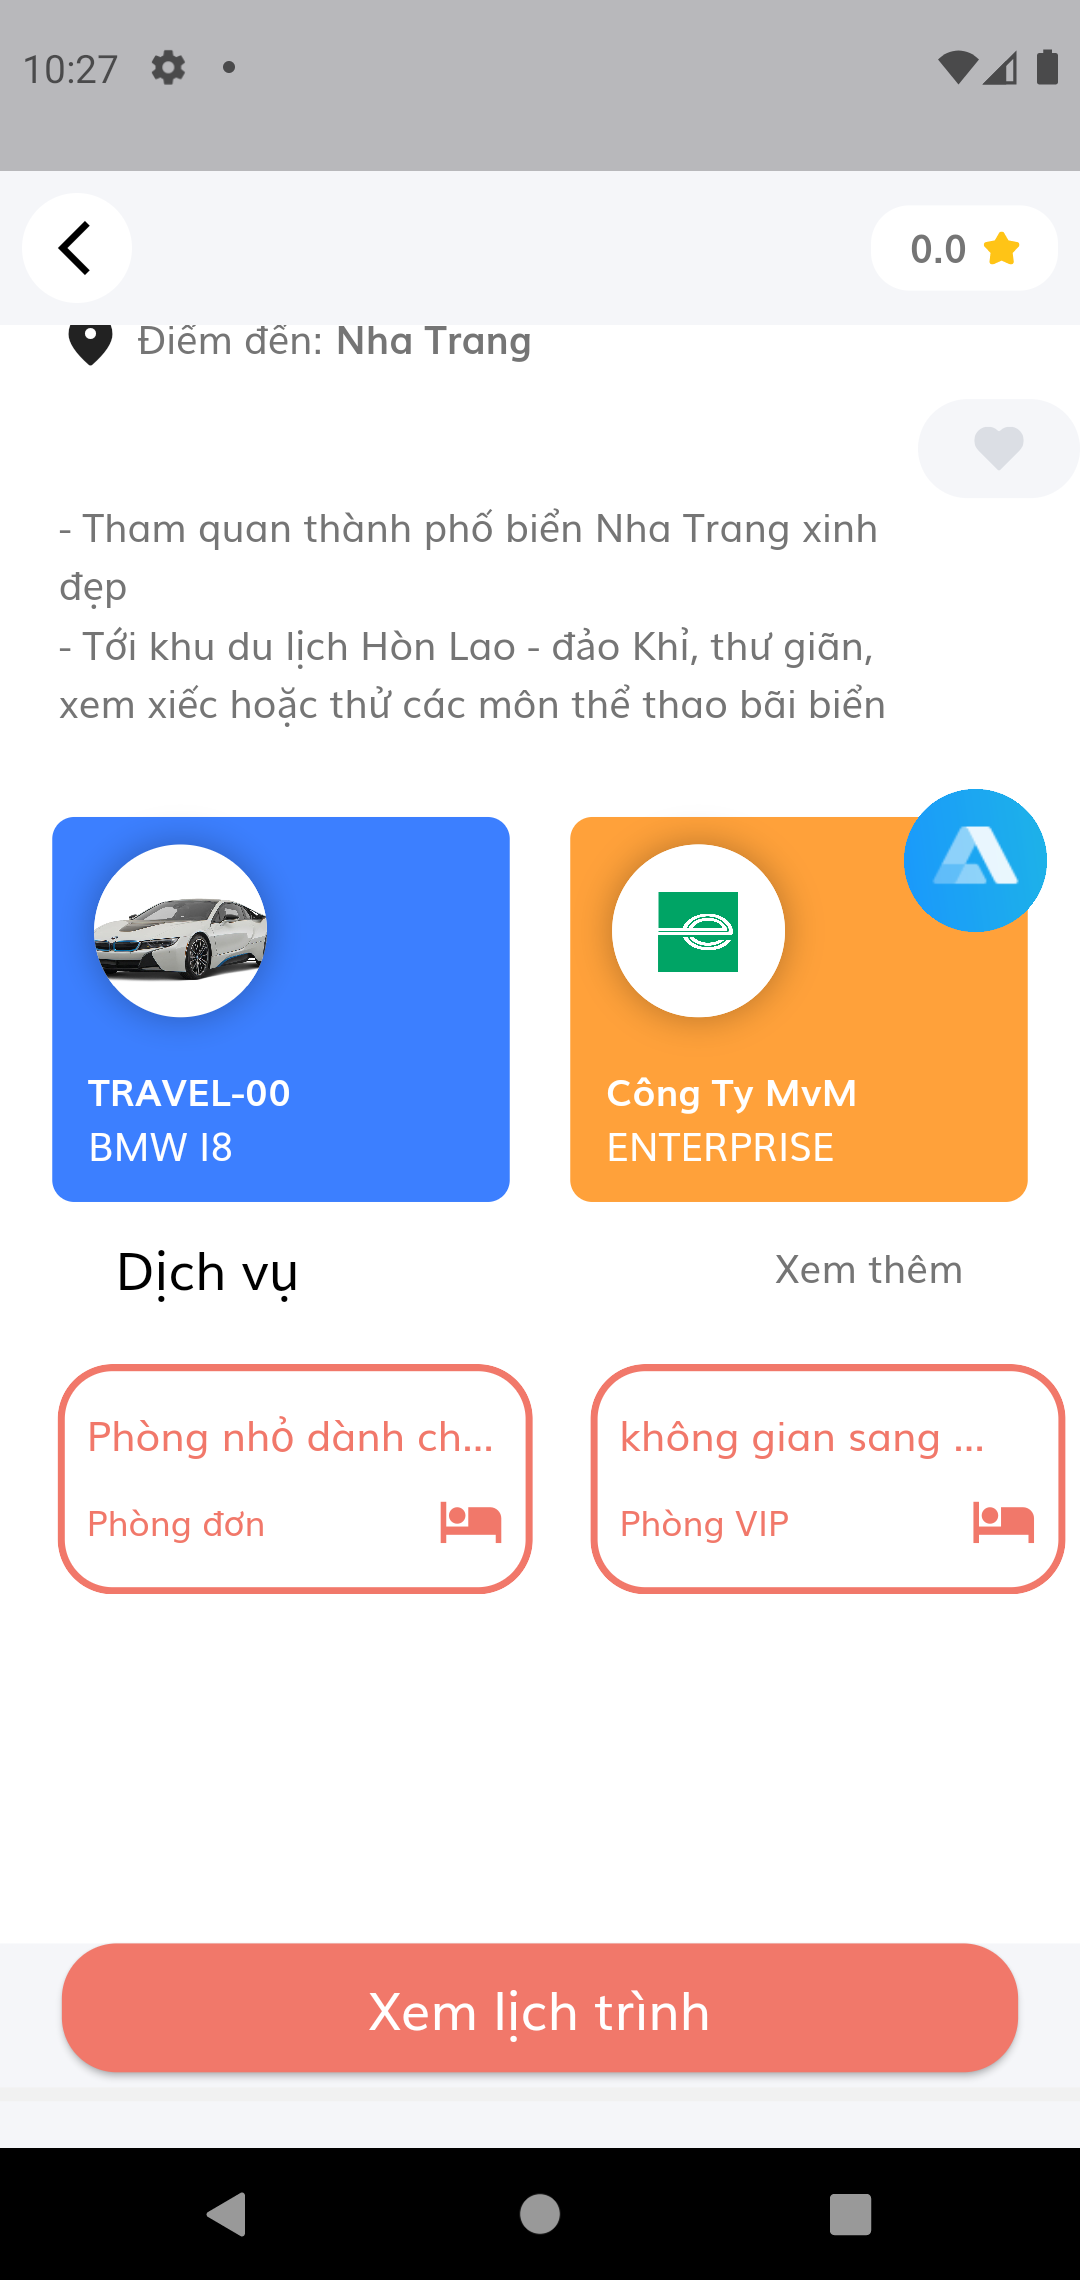 10:27
0.0
Điểm đến: Nha Trang
- Tham quan thành phố biển Nha Trang xinh
đẹp
- Tới khu du lịch Hòn Lao - đảo Khỉ, thư giãn,
xem xiếc hoặc thử các môn thể thao bãi biển
TRAVEL-00
BMW I8
Công Ty MvM
ENTERPRISE
Dịch vụ
Xem thêm
Phòng nhỏ dành ch...
Phòng đơn
không gian sang ...
Phòng VIP
Xem lịch trình